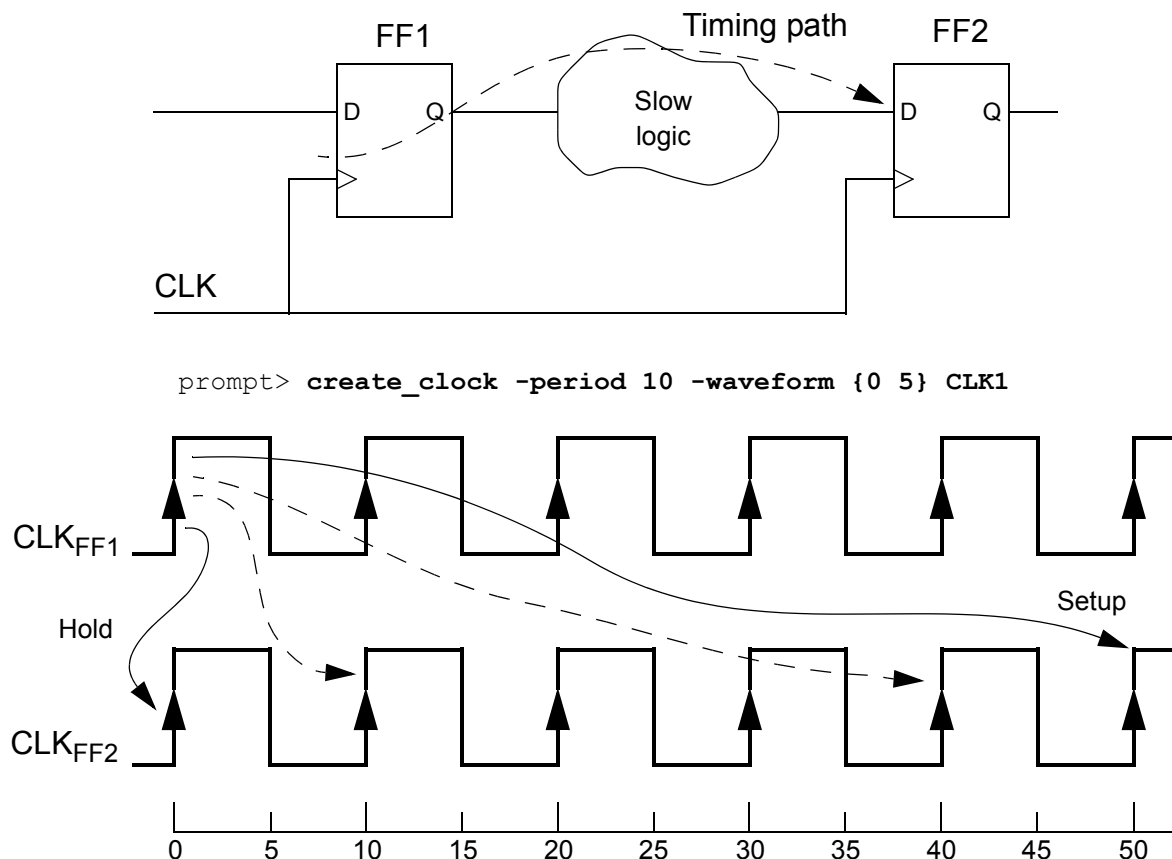 FF1
Timing path
FF2
D
Q
Slow
logic
D
Q
CLK
prompt> create_clock -period 10 -waveform {0 5} CLK1
CLKFF1
Setup
Hold
CLKFF2
0 5 10 15 20 25 30 35 40 45 50